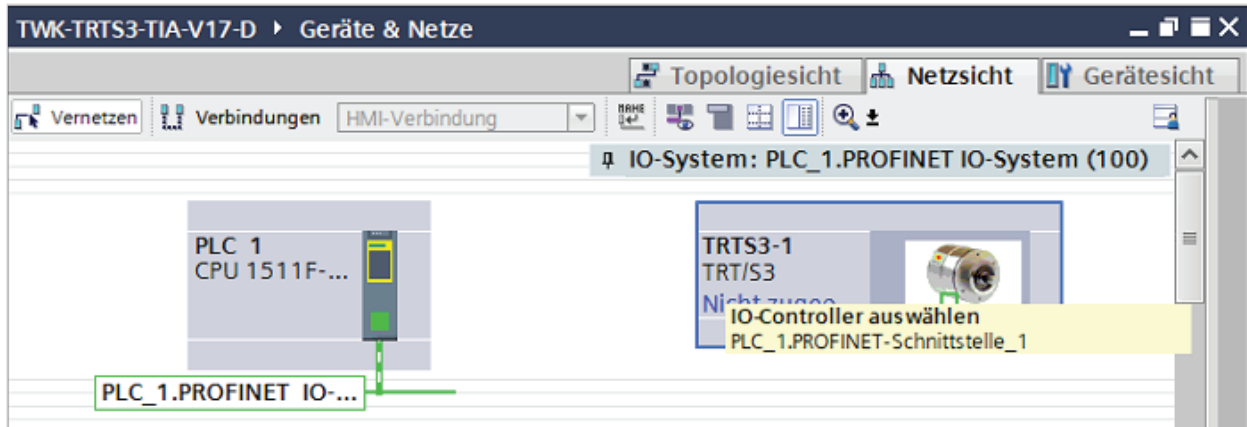 TWK-TRTS3-TIA-V17-D ▸ Geräte & Netze
Topologiesicht Netzsicht Gerätesicht
Vernetzen Verbindungen HMI-Verbindung
IO-System: PLC_1.PROFINET IO-System (100)
PLC_1
CPU 1511F-...
TRTS3-1
TRT/S3
Nicht
IO-Controller auswählen
PLC_1.PROFINET-Schnittstelle_1
PLC_1.PROFINET IO-...